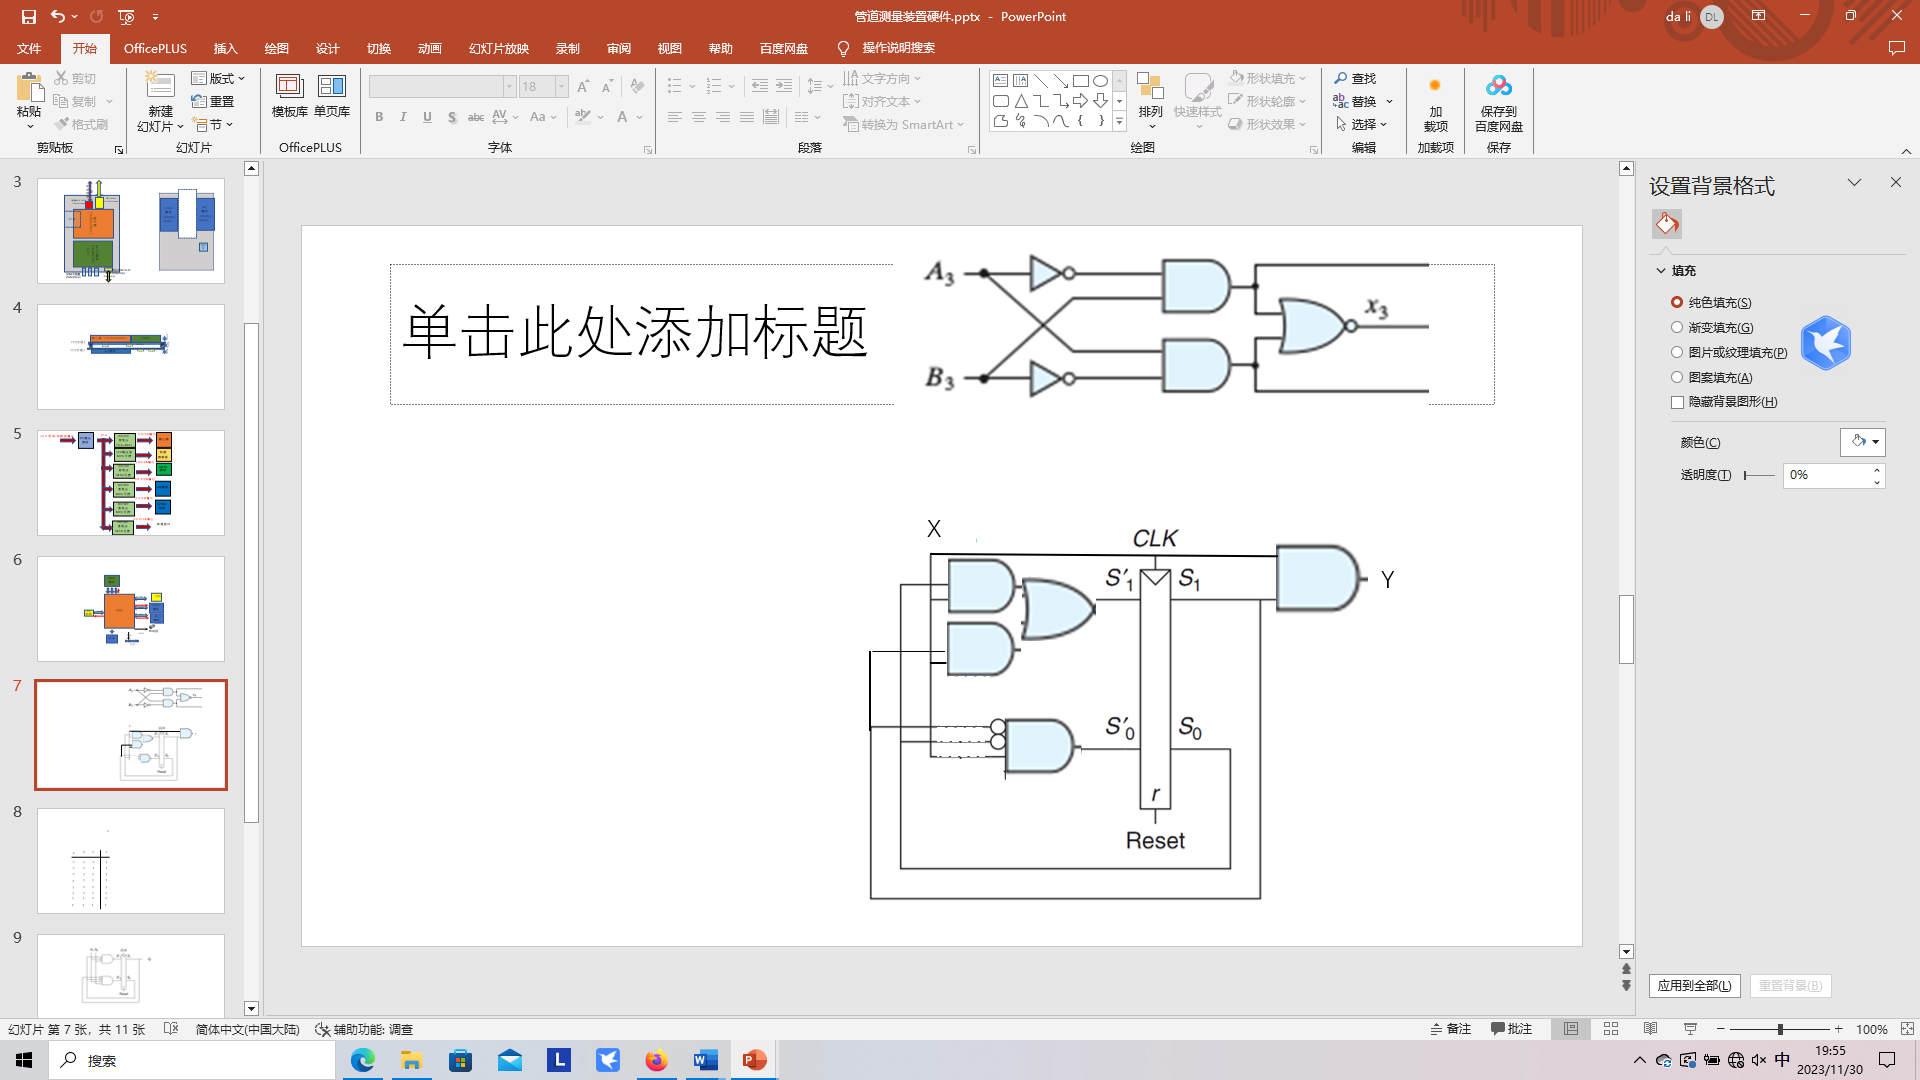 管道测量装置硬件.pptx - PowerPoint
da li
DL
文件 开始 OfficePLUS 插入 绘图 设计 切换 动画 幻灯片放映 录制 审阅 视图 帮助 百度网盘 操作说明搜索
粘贴
剪切
复制
格式刷
剪贴板
新建
幻灯片
版式
重置
节
幻灯片
模板库 单页库
OfficePLUS
18
B I U S abc AV Aa A
字体
文字方向
对齐文本
转换为 SmartArt
段落
排列
快速样式
形状填充
形状轮廓
形状效果
绘图
查找
替换
选择
编辑
加
载项
加载项
保存到
百度网盘
保存
3
4
5
6
7
8
9
单击此处添加标题
A3
B3
x3
X
CLK
S'1
S1
Y
S'0
S0
r
Reset
设置背景格式
填充
纯色填充(S)
渐变填充(G)
图片或纹理填充(P)
图案填充(A)
隐藏背景图形(H)
颜色(C)
透明度(T)
0%
应用到全部(L)
重置背景(B)
幻灯片 第 7 张，共 11 张
简体中文(中国大陆)
辅助功能: 调查
备注
批注
100%
搜索
中
19:55
2023/11/30